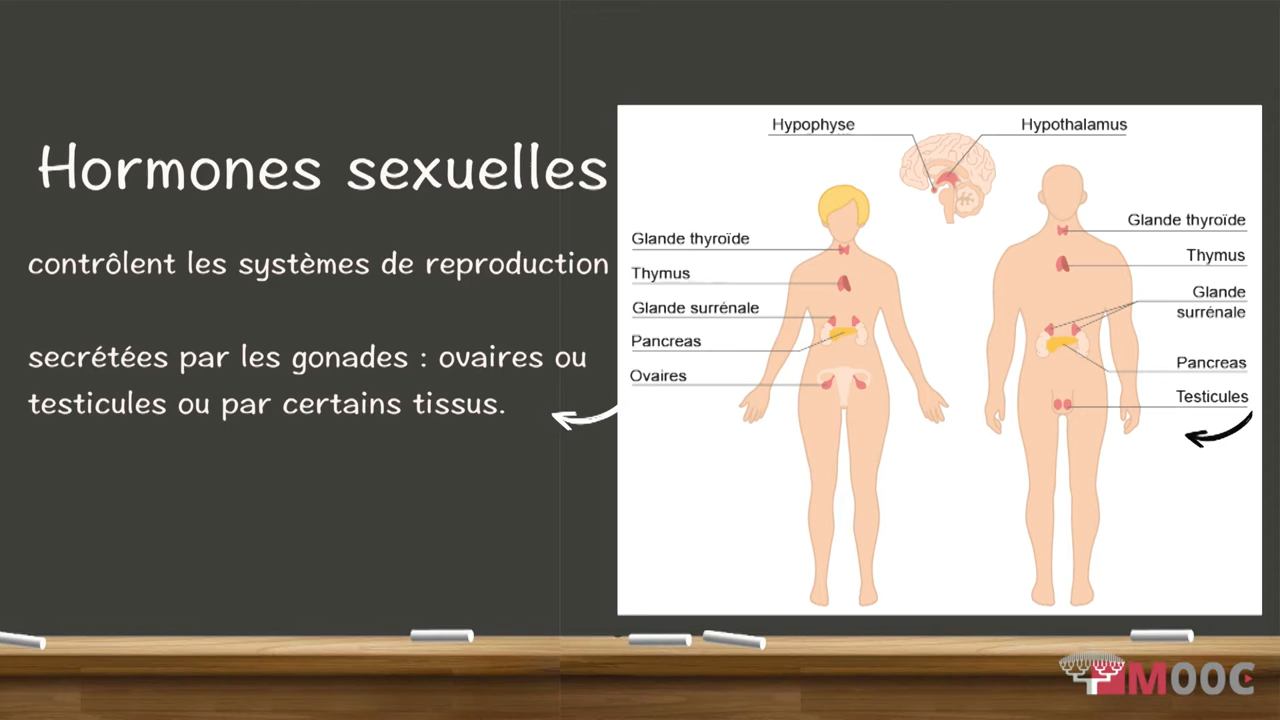 Hormones sexuelles
contrôlent les systèmes de reproduction
secrétées par les gonades : ovaires ou
testicules ou par certains tissus.
Hypophyse
Hypothalamus
Glande thyroïde
Thymus
Glande surrénale
Pancreas
Ovaires
Glande thyroïde
Thymus
Glande
surrénale
Pancreas
Testicules
MOOC